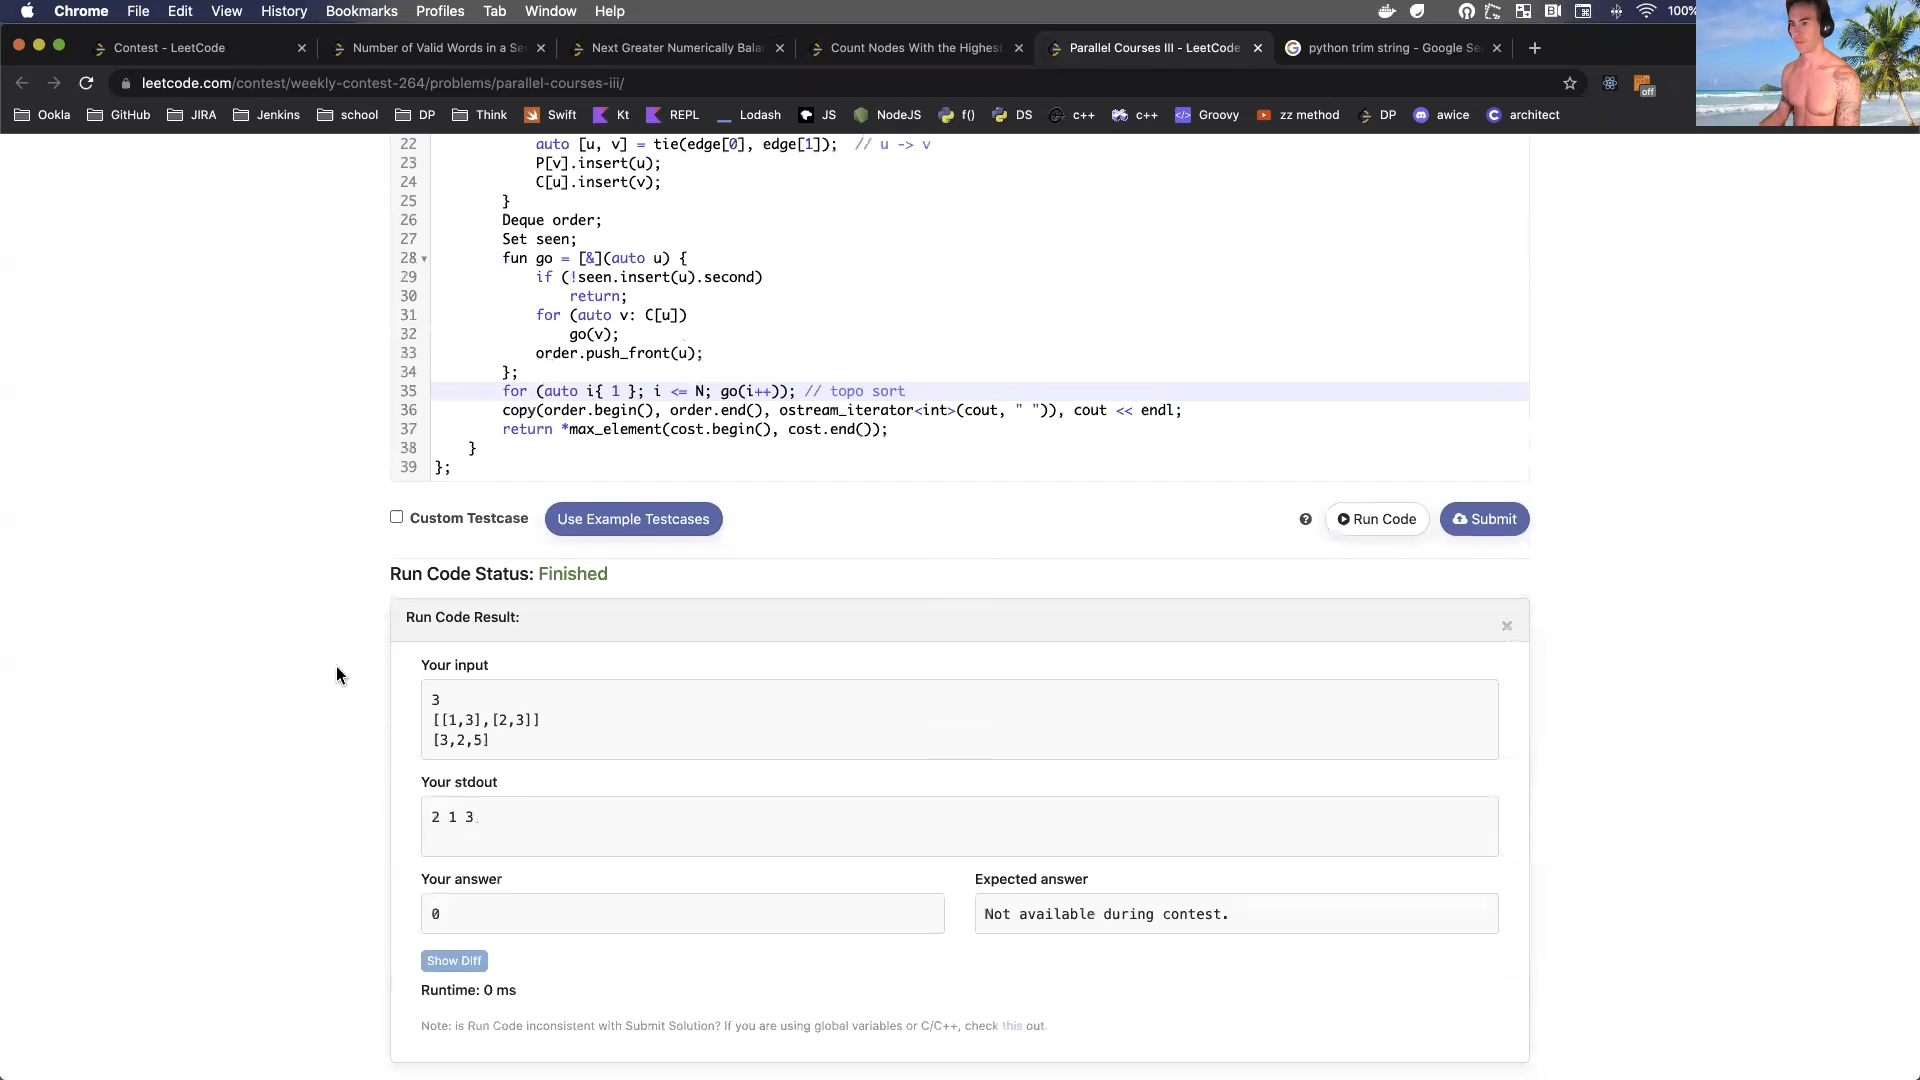 Chrome File Edit View History Bookmarks Profiles Tab Window Help 100%
Contest - LeetCode Number of Valid Words in a Se Next Greater Numerically Balan Count Nodes With the Highest Parallel Courses III - LeetCode python trim string - Google Se
leetcode.com/contest/weekly-contest-264/problems/parallel-courses-iii/ off
Ookla GitHub JIRA Jenkins school DP Think Swift Kt REPL Lodash JS NodeJS f() DS c++ c++ Groovy zz method DP awice architect
22 auto [u, v] = tie(edge[0], edge[1]); // u -> v
23 P[v].insert(u);
24 C[u].insert(v);
25 }
26 Deque order;
27 Set seen;
28 fun go = [&](auto u) {
29 if (!seen.insert(u).second)
30 return;
31 for (auto v: C[u])
32 go(v);
33 order.push_front(u);
34 };
35 for (auto i{ 1 }; i <= N; go(i++)); // topo sort
36 copy(order.begin(), order.end(), ostream_iterator<int>(cout, " ")), cout << endl;
37 return *max_element(cost.begin(), cost.end());
38 }
39 };
Custom Testcase Use Example Testcases ? Run Code Submit
Run Code Status: Finished
Run Code Result: ×
Your input
3
[[1,3],[2,3]]
[3,2,5]
Your stdout
2 1 3
Your answer Expected answer
0 Not available during contest.
Show Diff
Runtime: 0 ms
Note: is Run Code inconsistent with Submit Solution? If you are using global variables or C/C++, check this out.